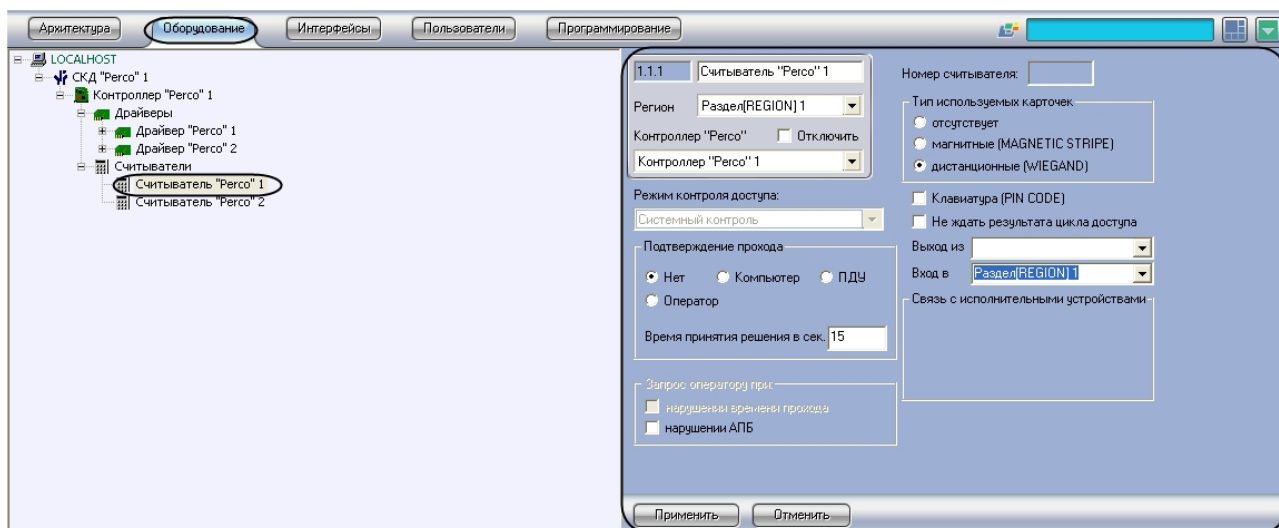 Архитектура
Оборудование
Интерфейсы
Пользователи
Программирование
LOCALHOST
СКД "Perco" 1
Контроллер "Perco" 1
Драйверы
Драйвер "Perco" 1
Драйвер "Perco" 2
Считыватели
Считыватель "Perco" 1
Считыватель "Perco" 2
1.1.1
Считыватель "Perco" 1
Регион
Раздел[REGION] 1
Контроллер "Perco"
Отключить
Контроллер "Perco" 1
Режим контроля доступа:
Системный контроль
Подтверждение прохода
Нет
Компьютер
ПДУ
Оператор
Время принятия решения в сек.
15
Запрос оператору при:
нарушении времени прохода
нарушении АПБ
Номер считывателя:
Тип используемых карточек
отсутствует
магнитные (MAGNETIC STRIPE)
дистанционные (WIEGAND)
Клавиатура (PIN CODE)
Не ждать результата цикла доступа
Выход из
Вход в
Раздел[REGION] 1
Связь с исполнительными устройствами
Применить
Отменить